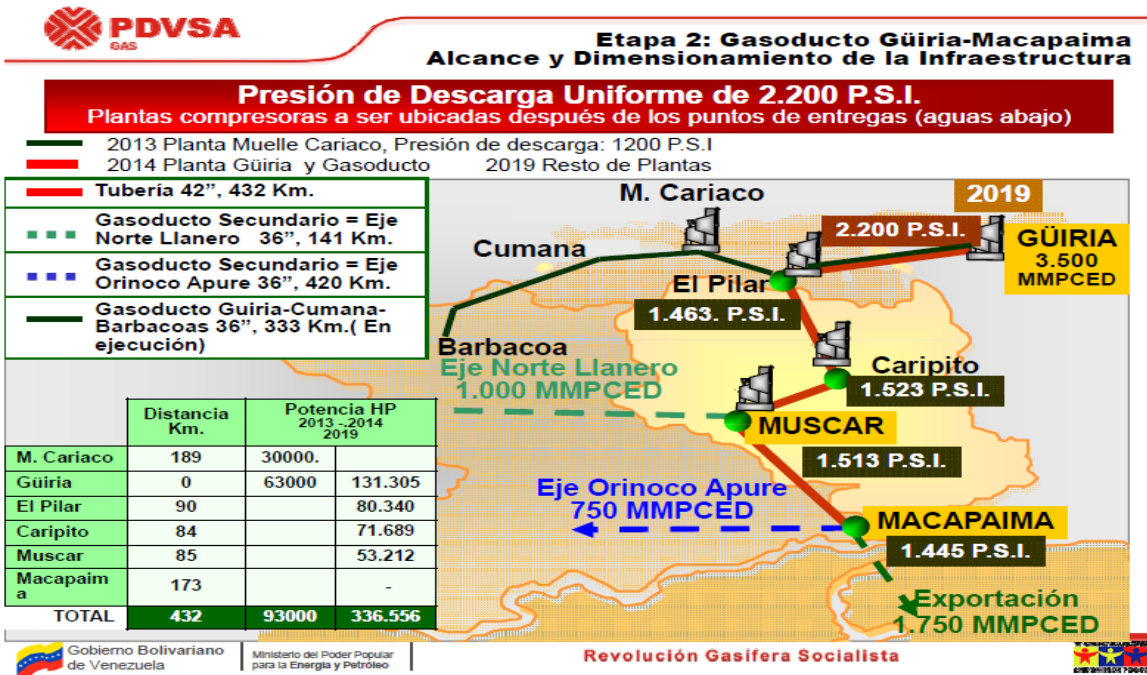 PDVSA
GAS
Etapa 2: Gasoducto Güiria-Macapaima
Alcance y Dimensionamiento de la Infraestructura
Presión de Descarga Uniforme de 2.200 P.S.I.
Plantas compresoras a ser ubicadas después de los puntos de entregas (aguas abajo)
2013 Planta Muelle Cariaco, Presión de descarga: 1200 P.S.I
2014 Planta Güiria y Gasoducto 2019 Resto de Plantas
Tubería 42”, 432 Km.
Gasoducto Secundario = Eje
Norte Llanero 36”, 141 Km.
Gasoducto Secundario = Eje
Orinoco Apure 36”, 420 Km.
Gasoducto Guiria-Cumana-
Barbacoas 36”, 333 Km.( En
ejecución)
M. Cariaco
2019
Cumana
2.200 P.S.I.
GÜIRIA
3.500
MMPCED
El Pilar
1.463. P.S.I.
Barbacoa
Eje Norte Llanero
1.000 MMPCED
Caripito
1.523 P.S.I.
MUSCAR
1.513 P.S.I.
Eje Orinoco Apure
750 MMPCED
MACAPAIMA
1.445 P.S.I.
Exportación
1.750 MMPCED
Distancia
Km.
Potencia HP
2013 -.2014
2019
M. Cariaco 189 30000.
Güiria 0 63000 131.305
El Pilar 90 80.340
Caripito 84 71.689
Muscar 85 53.212
Macapaim
a 173 -
TOTAL 432 93000 336.556
Gobierno Bolivariano
de Venezuela
Ministerio del Poder Popular
para la Energía y Petróleo
Revolución Gasífera Socialista